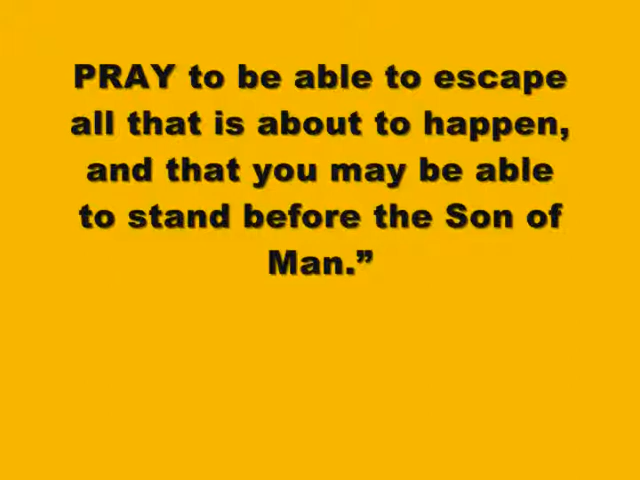 PRAY to be able to escape
all that is about to happen,
and that you may be able
to stand before the Son of
Man.”